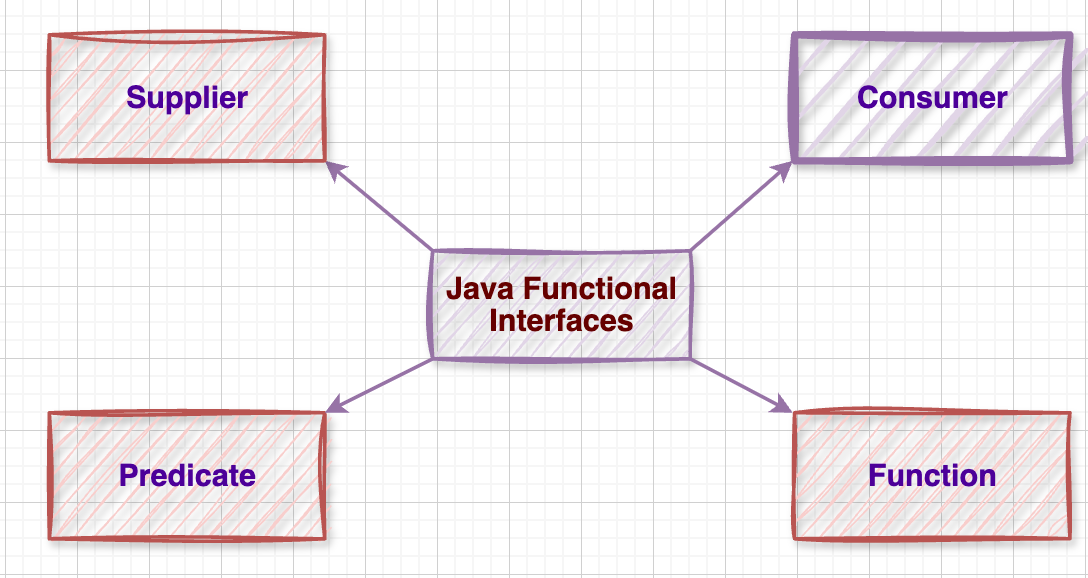 Supplier
Consumer
Java Functional
Interfaces
Predicate
Function